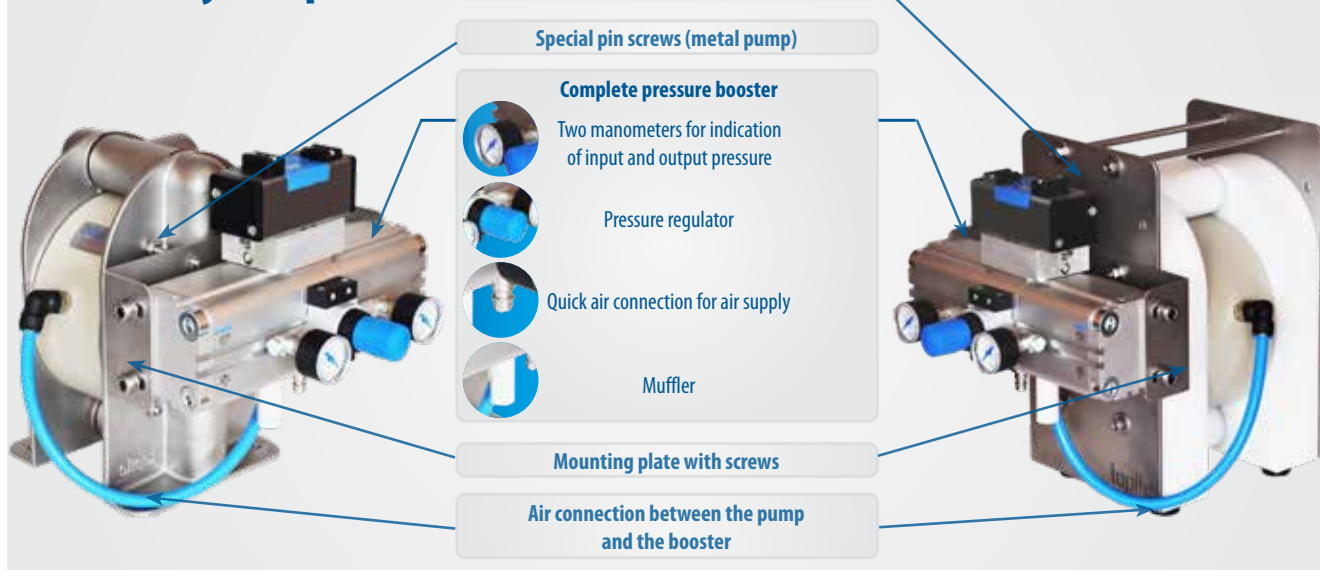 Special pin screws (metal pump)
Complete pressure booster
Two manometers for indication
of input and output pressure
Pressure regulator
Quick air connection for air supply
Muffler
Mounting plate with screws
Air connection between the pump
and the booster